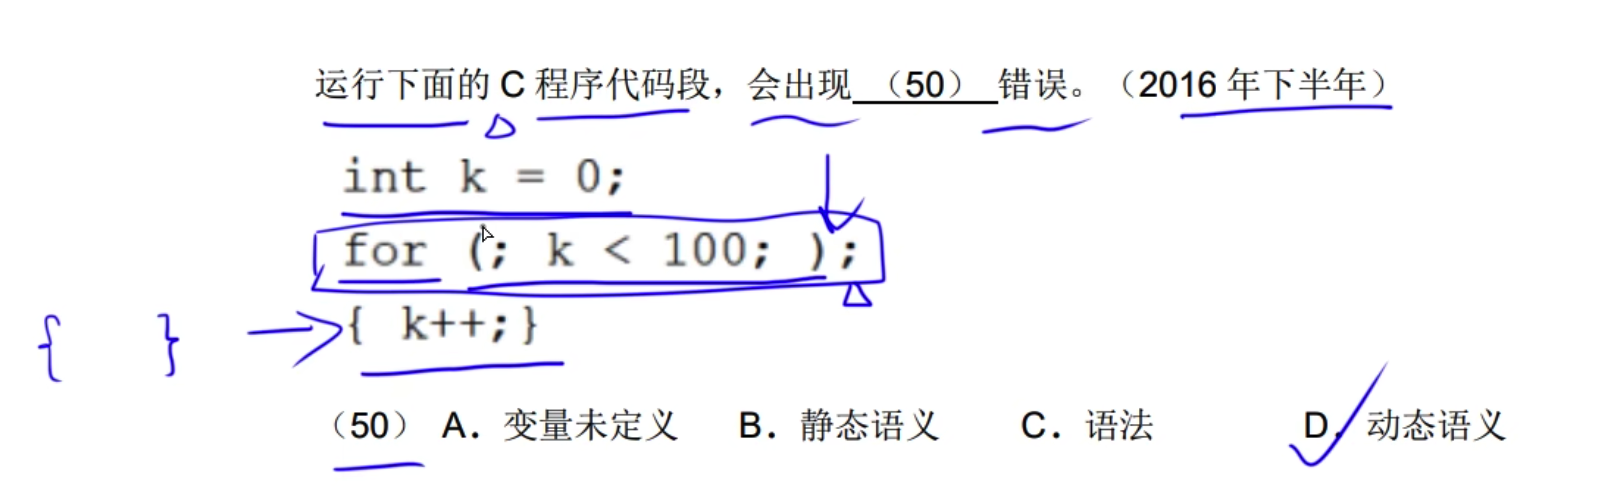 运行下面的 C 程序代码段，会出现 （50） 错误。（2016 年下半年）
int k = 0;
for (; k < 100; );
{ } { k++;}
（50） A. 变量未定义 B. 静态语义 C. 语法 D. 动态语义